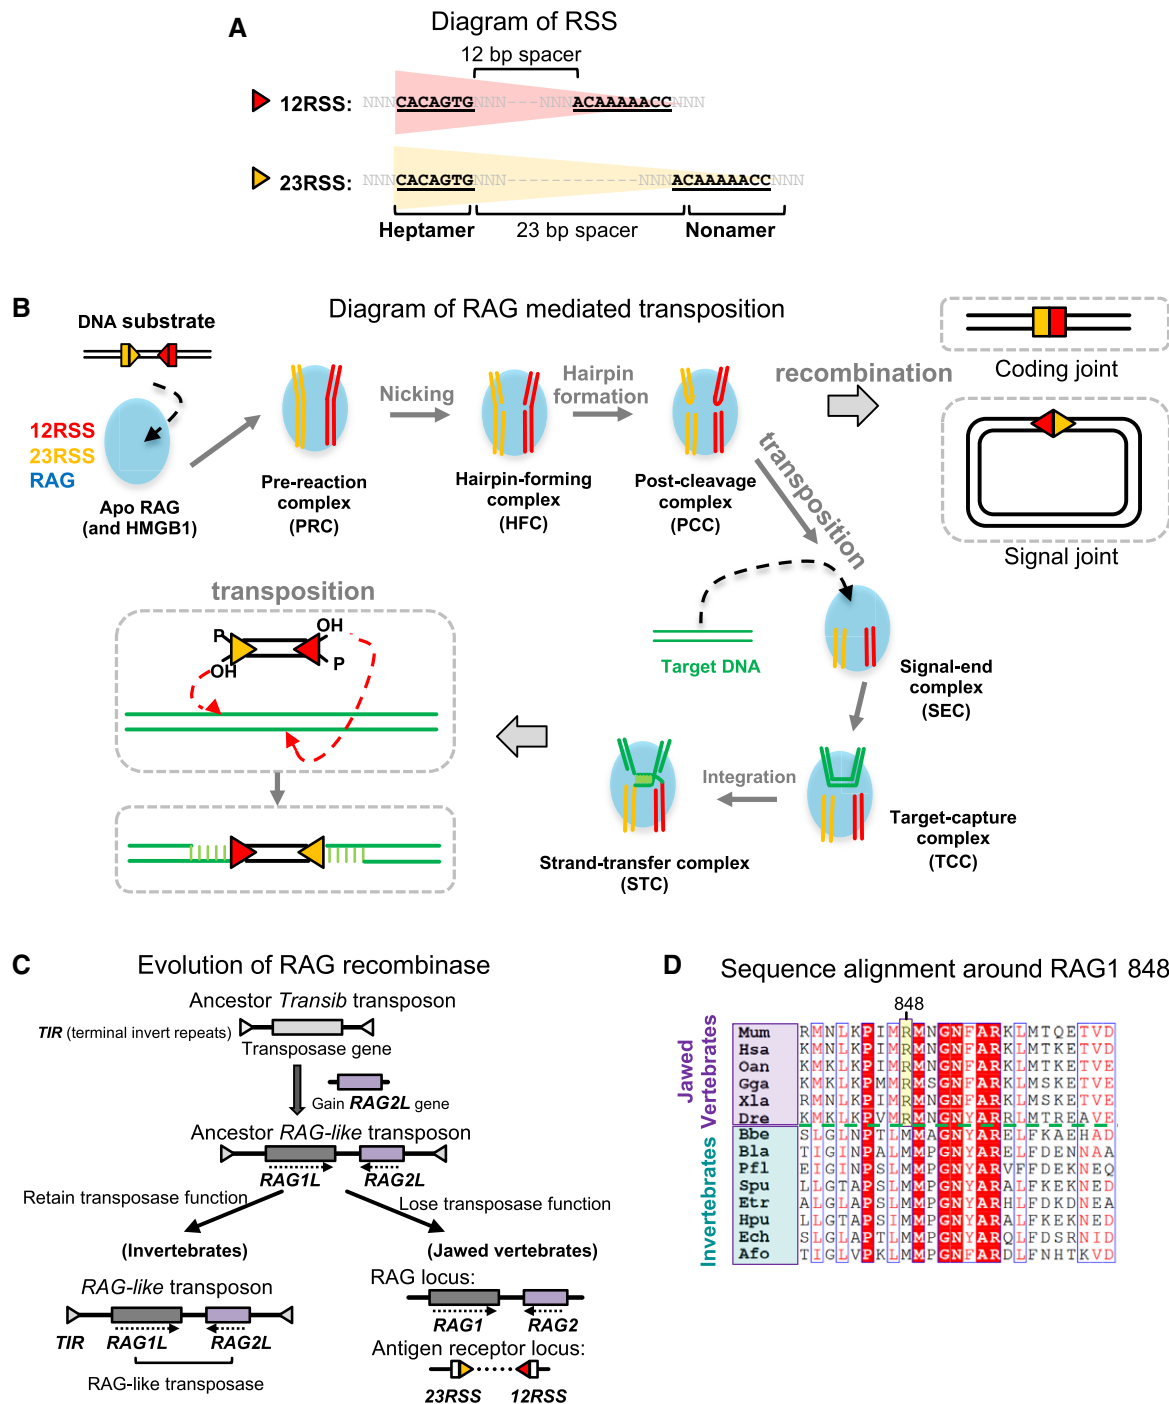 A
Diagram of RSS
12 bp spacer
12RSS: NNNCACAGTGNNN---NNNACAAAAACCNNN
23RSS: NNNCACAGTGNNN------------NNNACAAAAACCNNN
Heptamer
23 bp spacer
Nonamer
B
Diagram of RAG mediated transposition
DNA substrate
12RSS
23RSS
RAG
Apo RAG
(and HMGB1)
Pre-reaction
complex
(PRC)
Nicking
Hairpin-forming
complex
(HFC)
Hairpin
formation
Post-cleavage
complex
(PCC)
recombination
Coding joint
Signal joint
transposition
Target DNA
Signal-end
complex
(SEC)
Target-capture
complex
(TCC)
Integration
Strand-transfer complex
(STC)
transposition
P
OH
OH
P
C
Evolution of RAG recombinase
Ancestor Transib transposon
TIR (terminal invert repeats)
Transposase gene
Gain RAG2L gene
Ancestor RAG-like transposon
RAG1L
RAG2L
Retain transposase function
Lose transposase function
(Invertebrates)
(Jawed vertebrates)
RAG-like transposon
TIR
RAG1L
RAG2L
RAG-like transposase
RAG locus:
RAG1
RAG2
Antigen receptor locus:
23RSS
12RSS
D
Sequence alignment around RAG1 848
848
Jawed
Vertebrates
Invertebrates
Mum RMNLKPIMRMNGNFARKLMTQETVD
Hsa KMNLKPIMRMNGNFARKLMTKETVD
Oan KMKLKPIMRMNGNFARKLMTKETVE
Gga KMKLKPMMRMSGNFARKLMSKETVE
Xla RMNLKPIMRMNGNFARKLMSKETVE
Dre KMKLKPVMRMNGNYARRLMTREAVE
Bbe SLGLNPTLMMAGNYARELFKAEHAD
Bla TIGINPALMMPGNYARELFDENNAA
Pfl EIGINPSLMMPGNYARVFFDEKNEQ
Spu LLGTAPSLMMPGNYARALFKEKNED
Etr ALGLAPSLMMPGNYARHLFDKDNEA
Hpu LLGTAPSIMMPGNYARALFKEKNED
Ech SLGLAPTLMMPGNYARQLFDSRNID
Afo TIGLVPKLMMPGNFARDLFNHTKVD